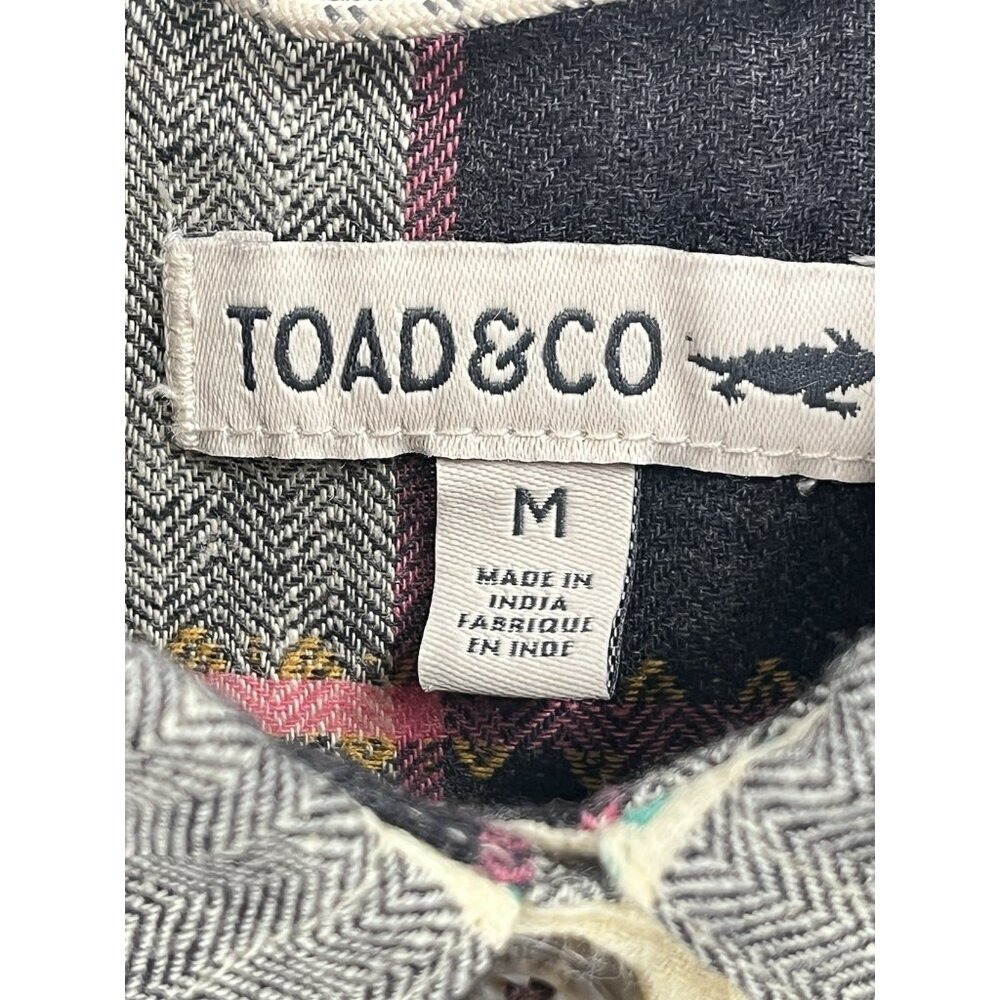 TOAD&CO
M
MADE IN
INDIA
FABRIQUE
EN INDE